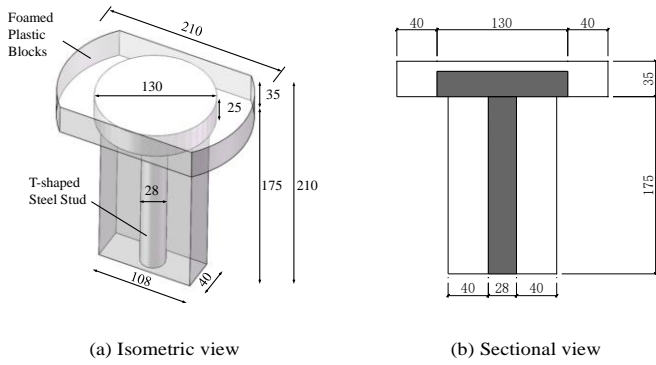 Foamed
Plastic
Blocks
210
130
25
35
175
210
T-shaped
Steel Stud
28
108
40
(a) Isometric view
40
130
40
35
175
40
28
40
(b) Sectional view